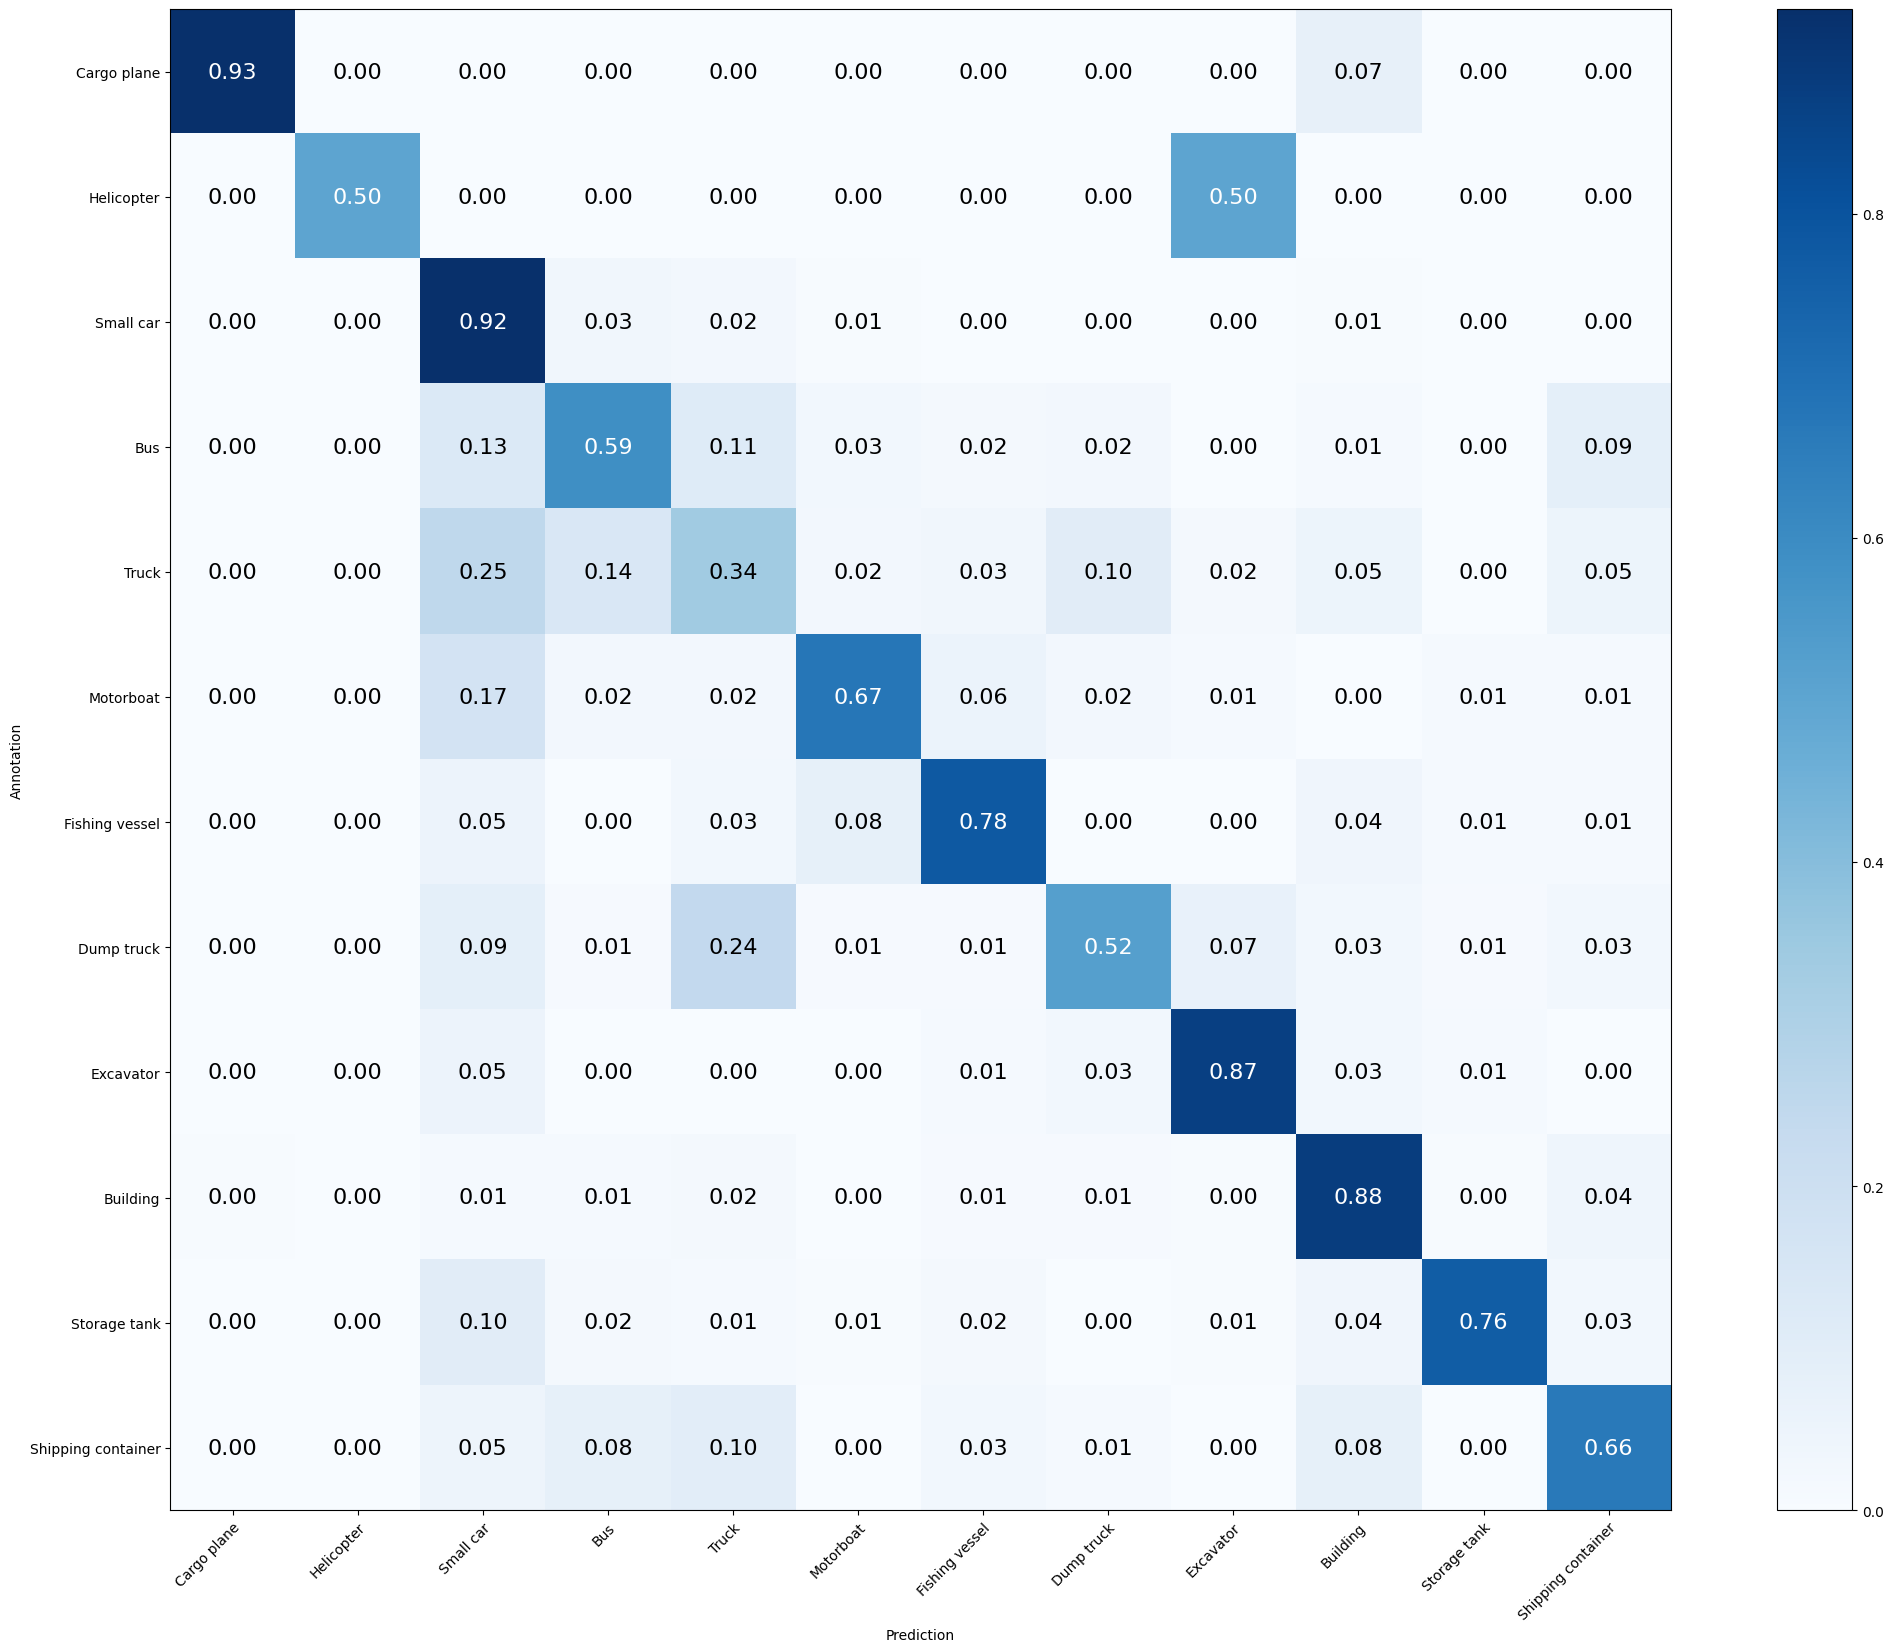 Cargo plane 0.93 0.00 0.00 0.00 0.00 0.00 0.00 0.00 0.00 0.07 0.00 0.00
Helicopter 0.00 0.50 0.00 0.00 0.00 0.00 0.00 0.00 0.50 0.00 0.00 0.00
0.8
Small car 0.00 0.00 0.92 0.03 0.02 0.01 0.00 0.00 0.00 0.01 0.00 0.00
Bus 0.00 0.00 0.13 0.59 0.11 0.03 0.02 0.02 0.00 0.01 0.00 0.09
0.6
Truck 0.00 0.00 0.25 0.14 0.34 0.02 0.03 0.10 0.02 0.05 0.00 0.05
Motorboat 0.00 0.00 0.17 0.02 0.02 0.67 0.06 0.02 0.01 0.00 0.01 0.01
Annotation
Fishing vessel 0.00 0.00 0.05 0.00 0.03 0.08 0.78 0.00 0.00 0.04 0.01 0.01
0.4
Dump truck 0.00 0.00 0.09 0.01 0.24 0.01 0.01 0.52 0.07 0.03 0.01 0.03
Excavator 0.00 0.00 0.05 0.00 0.00 0.00 0.01 0.03 0.87 0.03 0.01 0.00
0.2
Building 0.00 0.00 0.01 0.01 0.02 0.00 0.01 0.01 0.00 0.88 0.00 0.04
Storage tank 0.00 0.00 0.10 0.02 0.01 0.01 0.02 0.00 0.01 0.04 0.76 0.03
Shipping container 0.00 0.00 0.05 0.08 0.10 0.00 0.03 0.01 0.00 0.08 0.00 0.66
0.0
Cargo plane Helicopter Small car Bus Truck Motorboat Fishing vessel Dump truck Excavator Building Storage tank Shipping container
Prediction